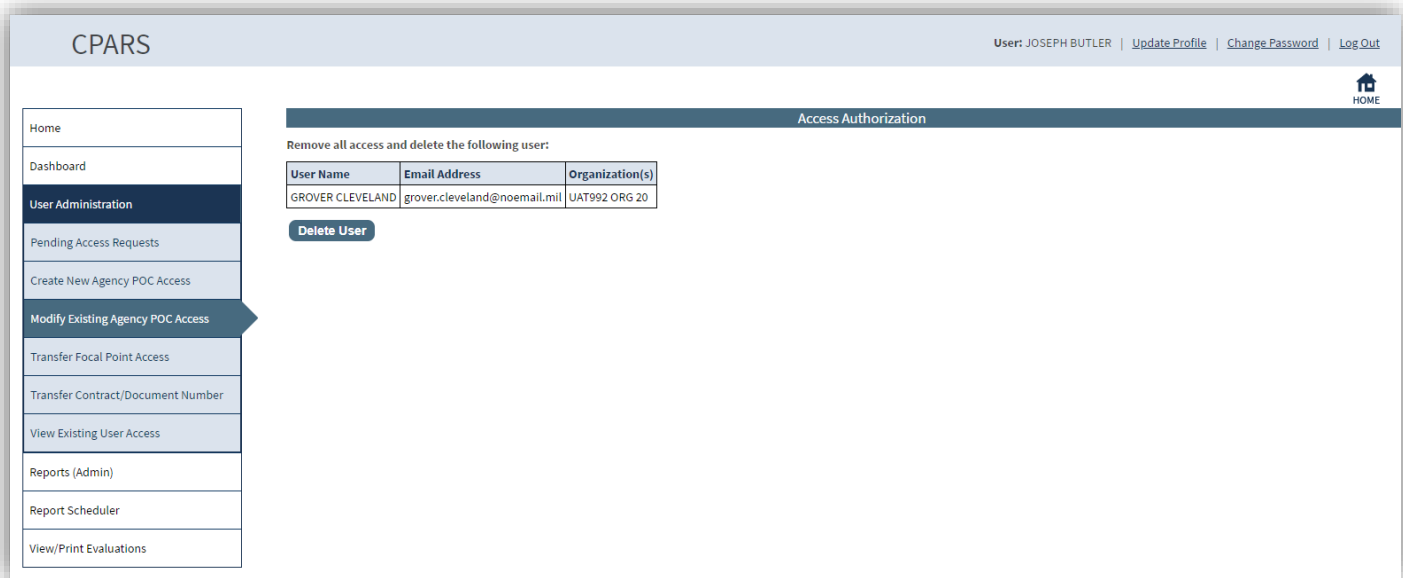 CPARS
User: JOSEPH BUTLER | Update Profile | Change Password | Log Out
HOME
Home
Dashboard
User Administration
Pending Access Requests
Create New Agency POC Access
Modify Existing Agency POC Access
Transfer Focal Point Access
Transfer Contract/Document Number
View Existing User Access
Reports (Admin)
Report Scheduler
View/Print Evaluations
Access Authorization
Remove all access and delete the following user:
User Name Email Address Organization(s)
GROVER CLEVELAND grover.cleveland@noemail.mil UAT992 ORG 20
Delete User